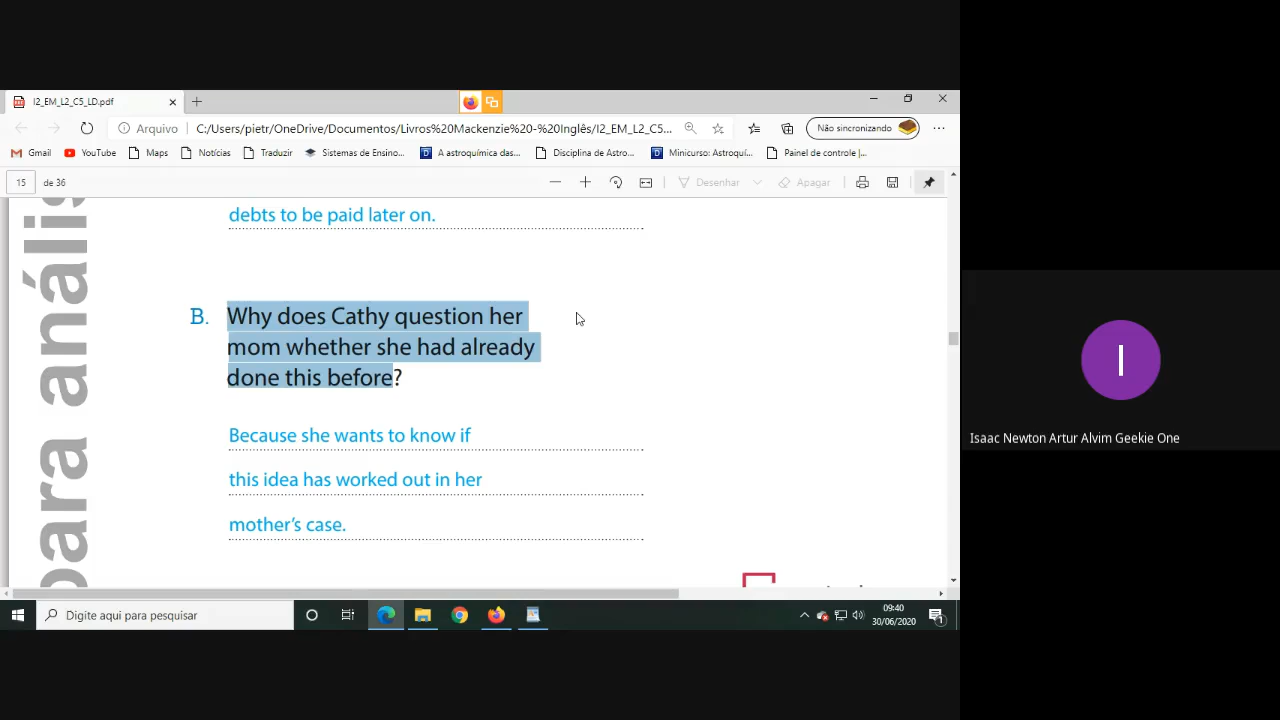 I2_EM_L2_C5_LD.pdf
Arquivo
C:/Users/pietr/OneDrive/Documentos/Livros%20Mackenzie%20-%20Inglês/I2_EM_L2_C5...
Não sincronizando
Gmail YouTube Maps Notícias Traduzir Sistemas de Ensino... A astroquímica das... Disciplina de Astro... Minicurso: Astroquí... Painel de controle |...
15 de 36
Desenhar
Apagar
para anális
debts to be paid later on.
B. Why does Cathy question her
mom whether she had already
done this before?
Because she wants to know if
this idea has worked out in her
mother's case.
I
Isaac Newton Artur Alvim Geekie One
Digite aqui para pesquisar
09:40
30/06/2020
1